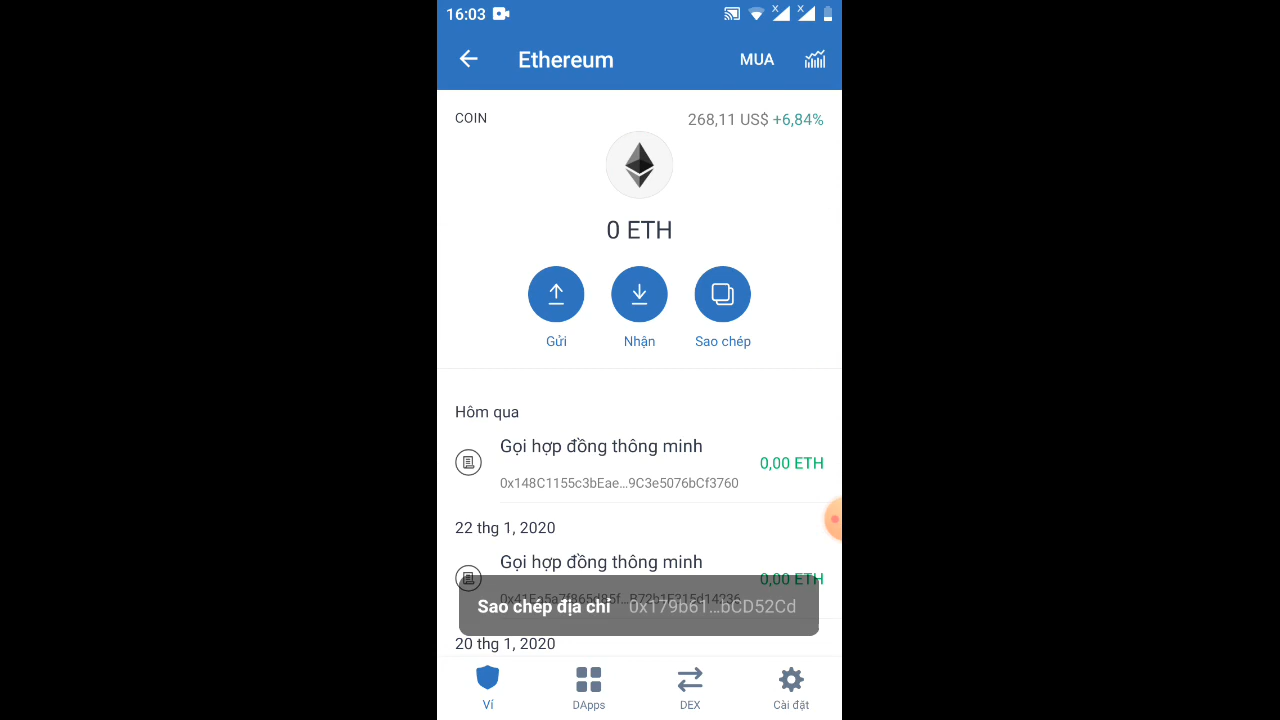 16:03
Ethereum MUA
COIN 268,11 US$ +6,84%
0 ETH
Gửi Nhận Sao chép
Hôm qua
Gọi hợp đồng thông minh
0,00 ETH
0x148C1155c3bEae...9C3e5076bCf3760
22 thg 1, 2020
Gọi hợp đồng thông minh
0,00 ETH
Sao chép địa chỉ 0x179b61...bCD52Cd
20 thg 1, 2020
Ví DApps DEX Cài đặt